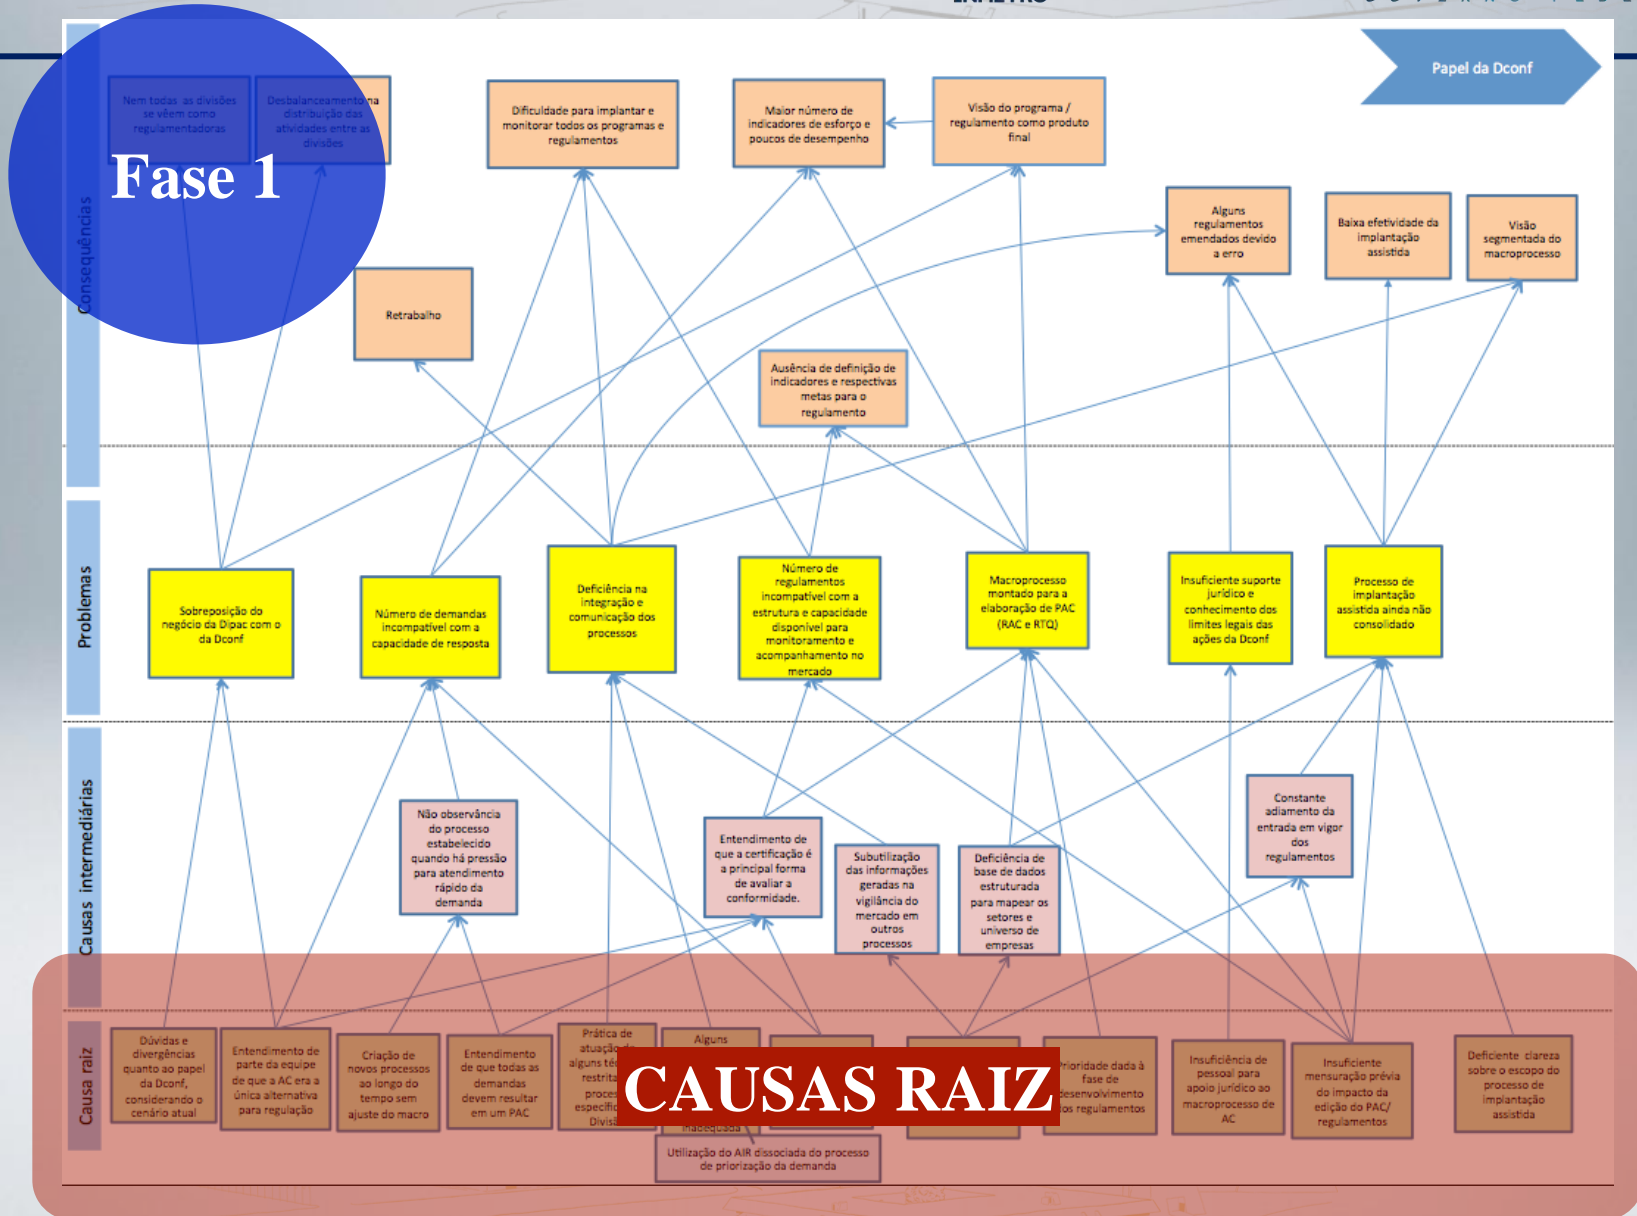 Papel da Dconf
Fase 1
Consequências
Nem todas as divisões
se vêem como
regulamentadoras
Desbalanceamento na
distribuição das
atividades entre as
divisões
Dificuldade para implantar e
monitorar todos os programas e
regulamentos
Maior número de
indicadores de esforço e
poucos de desempenho
Visão do programa /
regulamento como produto
final
Alguns
regulamentos
emendados devido
a erro
Baixa efetividade da
implantação
assistida
Visão
segmentada do
macroprocesso
Retrabalho
Ausência de definição de
indicadores e respectivas
metas para o
regulamento
Problemas
Sobreposição do
negócio da Dipac com o
da Dconf
Número de demandas
incompatível com a
capacidade de resposta
Deficiência na
integração e
comunicação dos
processos
Número de
regulamentos
incompatível com a
estrutura e capacidade
disponível para
monitoramento e
acompanhamento no
mercado
Macroprocesso
montado para a
elaboração de PAC
(RAC e RTQ)
Insuficiente suporte
jurídico e
conhecimento dos
limites legais das
ações da Dconf
Processo de
implantação
assistida ainda não
consolidado
Causas intermediárias
Não observância
do processo
estabelecido
quando há pressão
para atendimento
rápido da
demanda
Entendimento de
que a certificação é
a principal forma
de avaliar a
conformidade.
Subutilização
das informações
geradas na
vigilância do
mercado em
outros
processos
Deficiência de
base de dados
estruturada
para mapear os
setores e
universo de
empresas
Constante
adiamento da
entrada em vigor
dos
regulamentos
Causa raiz
Dúvidas e
divergências
quanto ao papel
da Dconf,
considerando o
cenário atual
Entendimento de
parte da equipe
de que a AC era a
única alternativa
para regulação
Criação de
novos processos
ao longo do
tempo sem
ajuste do macro
Entendimento
de que todas as
demandas
devem resultar
em um PAC
Prática de
atuação
alguns
Alguns
inadequada
CAUSAS RAIZ
Prioridade dada à
fase de
desenvolvimento
dos regulamentos
Insuficiência de
pessoal para
apoio jurídico ao
macroprocesso de
AC
Insuficiente
mensuração prévia
do impacto da
edição do PAC/
regulamentos
Deficiente clareza
sobre o escopo do
processo de
implantação
assistida
Utilização do AIR dissociada do processo
de priorização da demanda